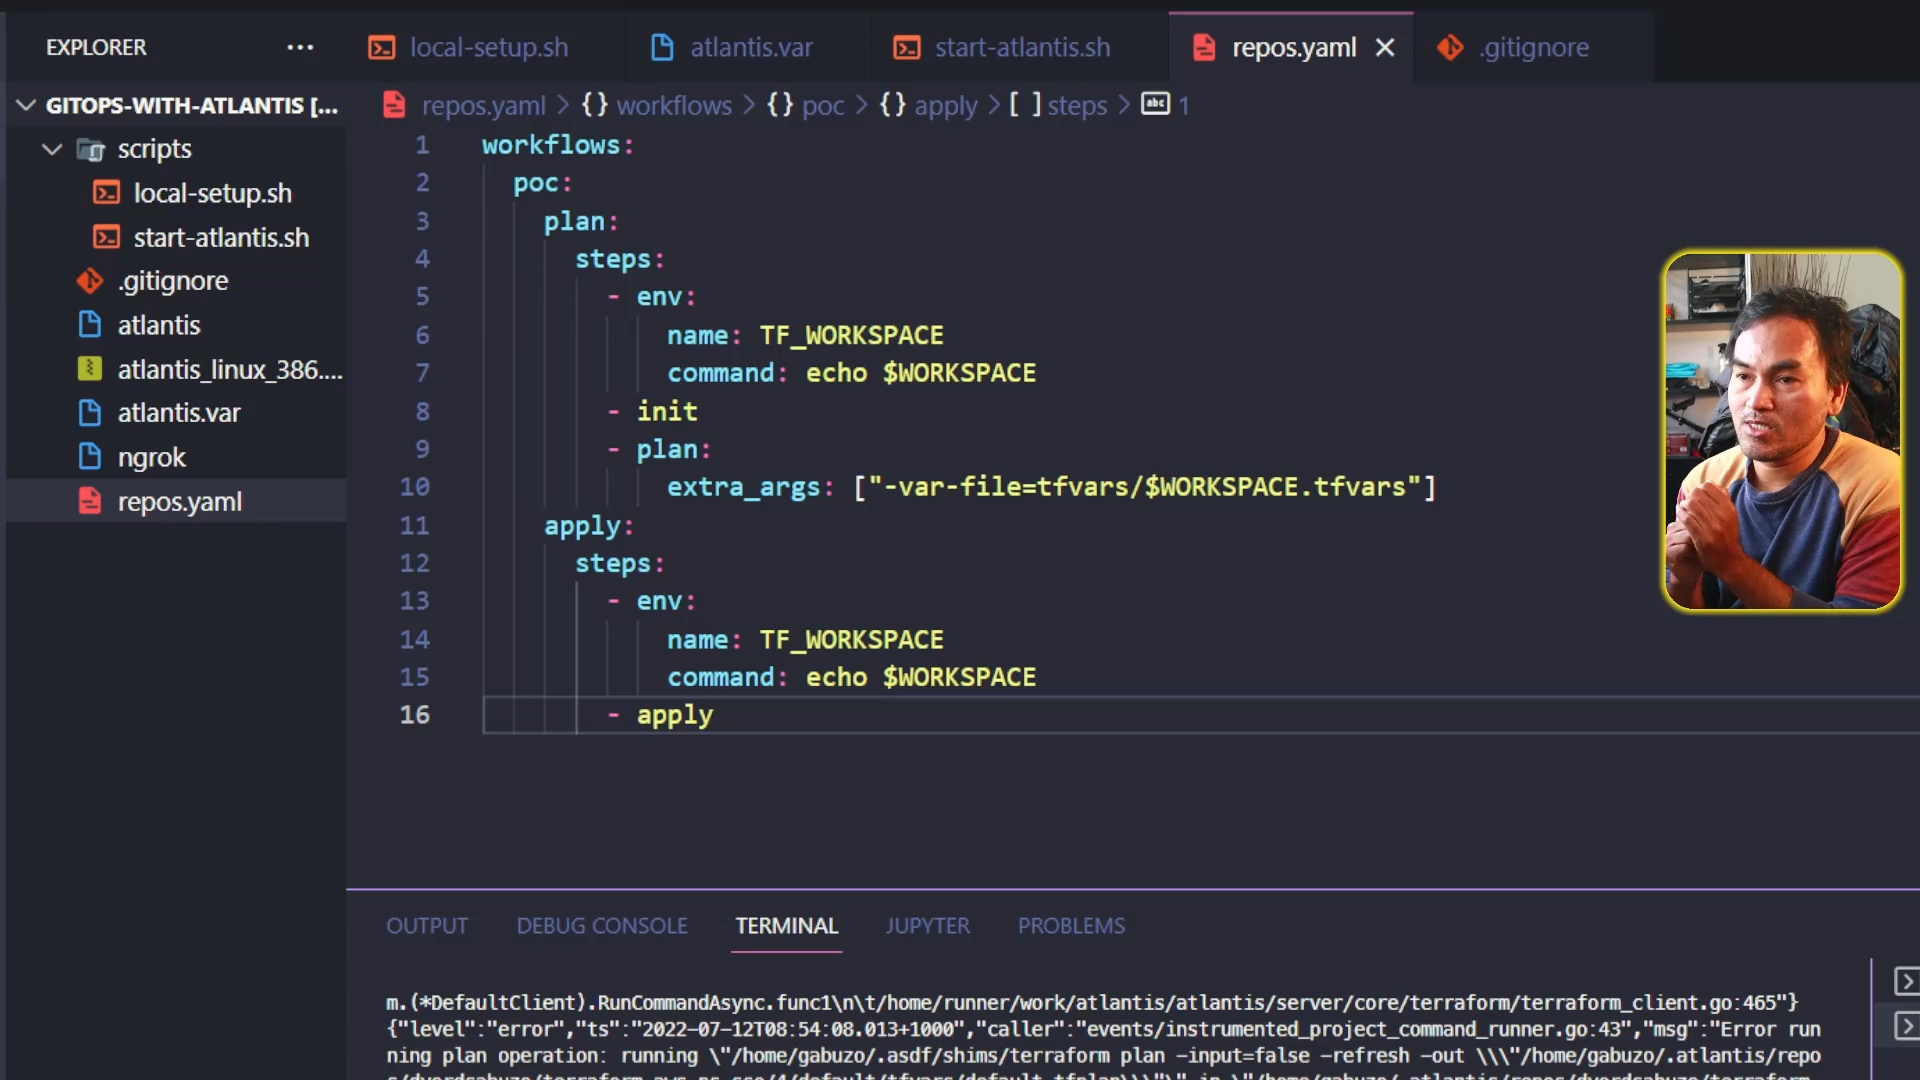 EXPLORER
···
local-setup.sh
atlantis.var
start-atlantis.sh
repos.yaml
.gitignore
GITOPS-WITH-ATLANTIS [...
scripts
local-setup.sh
start-atlantis.sh
.gitignore
atlantis
atlantis_linux_386....
atlantis.var
ngrok
repos.yaml
repos.yaml > {} workflows > {} poc > {} apply > [ ] steps > abc 1
1 workflows:
2 poc:
3 plan:
4 steps:
5 - env:
6 name: TF_WORKSPACE
7 command: echo $WORKSPACE
8 - init
9 - plan:
10 extra_args: ["-var-file=tfvars/$WORKSPACE.tfvars"]
11 apply:
12 steps:
13 - env:
14 name: TF_WORKSPACE
15 command: echo $WORKSPACE
16 - apply
OUTPUT
DEBUG CONSOLE
TERMINAL
JUPYTER
PROBLEMS
m.(*DefaultClient).RunCommandAsync.func1\n\t/home/runner/work/atlantis/atlantis/server/core/terraform/terraform_client.go:465"}
{"level":"error","ts":"2022-07-12T08:54:08.013+1000","caller":"events/instrumented_project_command_runner.go:43","msg":"Error run
ning plan operation: running \"/home/gabuzo/.asdf/shims/terraform plan -input=false -refresh -out \\\"/home/gabuzo/.atlantis/repo